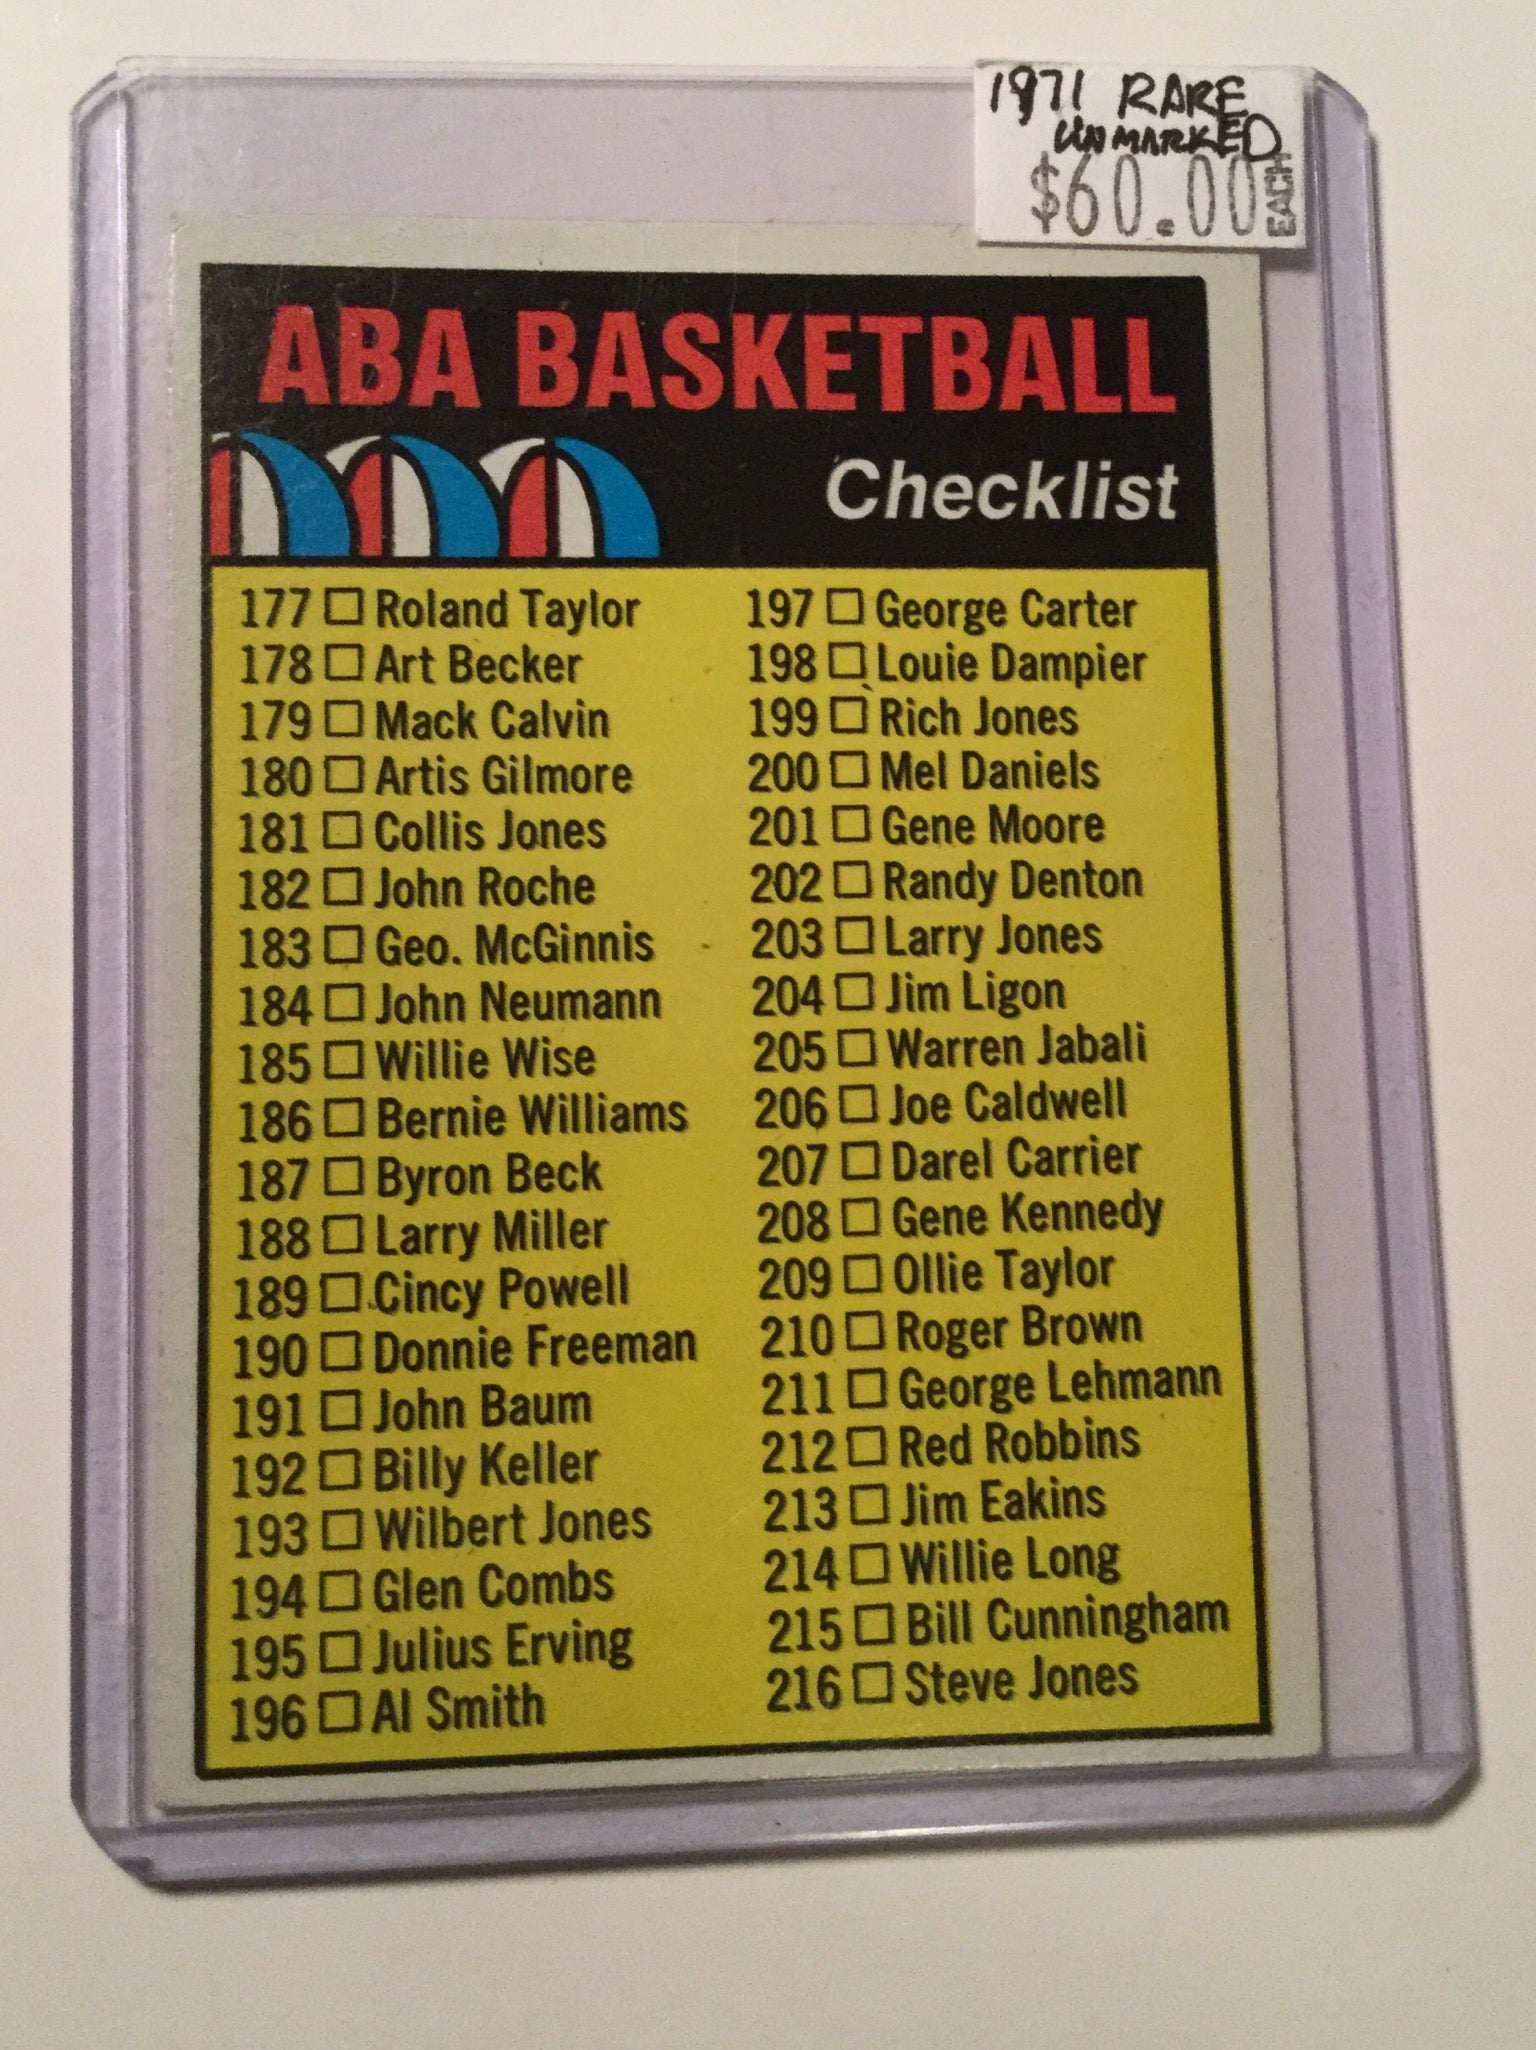 1971 RARE
UNMARKED
$60.00 EACH
ABA BASKETBALL
Checklist
177 Roland Taylor
178 Art Becker
179 Mack Calvin
180 Artis Gilmore
181 Collis Jones
182 John Roche
183 Geo. McGinnis
184 John Neumann
185 Willie Wise
186 Bernie Williams
187 Byron Beck
188 Larry Miller
189 Cincy Powell
190 Donnie Freeman
191 John Baum
192 Billy Keller
193 Wilbert Jones
194 Glen Combs
195 Julius Erving
196 Al Smith
197 George Carter
198 Louie Dampier
199 Rich Jones
200 Mel Daniels
201 Gene Moore
202 Randy Denton
203 Larry Jones
204 Jim Ligon
205 Warren Jabali
206 Joe Caldwell
207 Darel Carrier
208 Gene Kennedy
209 Ollie Taylor
210 Roger Brown
211 George Lehmann
212 Red Robbins
213 Jim Eakins
214 Willie Long
215 Bill Cunningham
216 Steve Jones